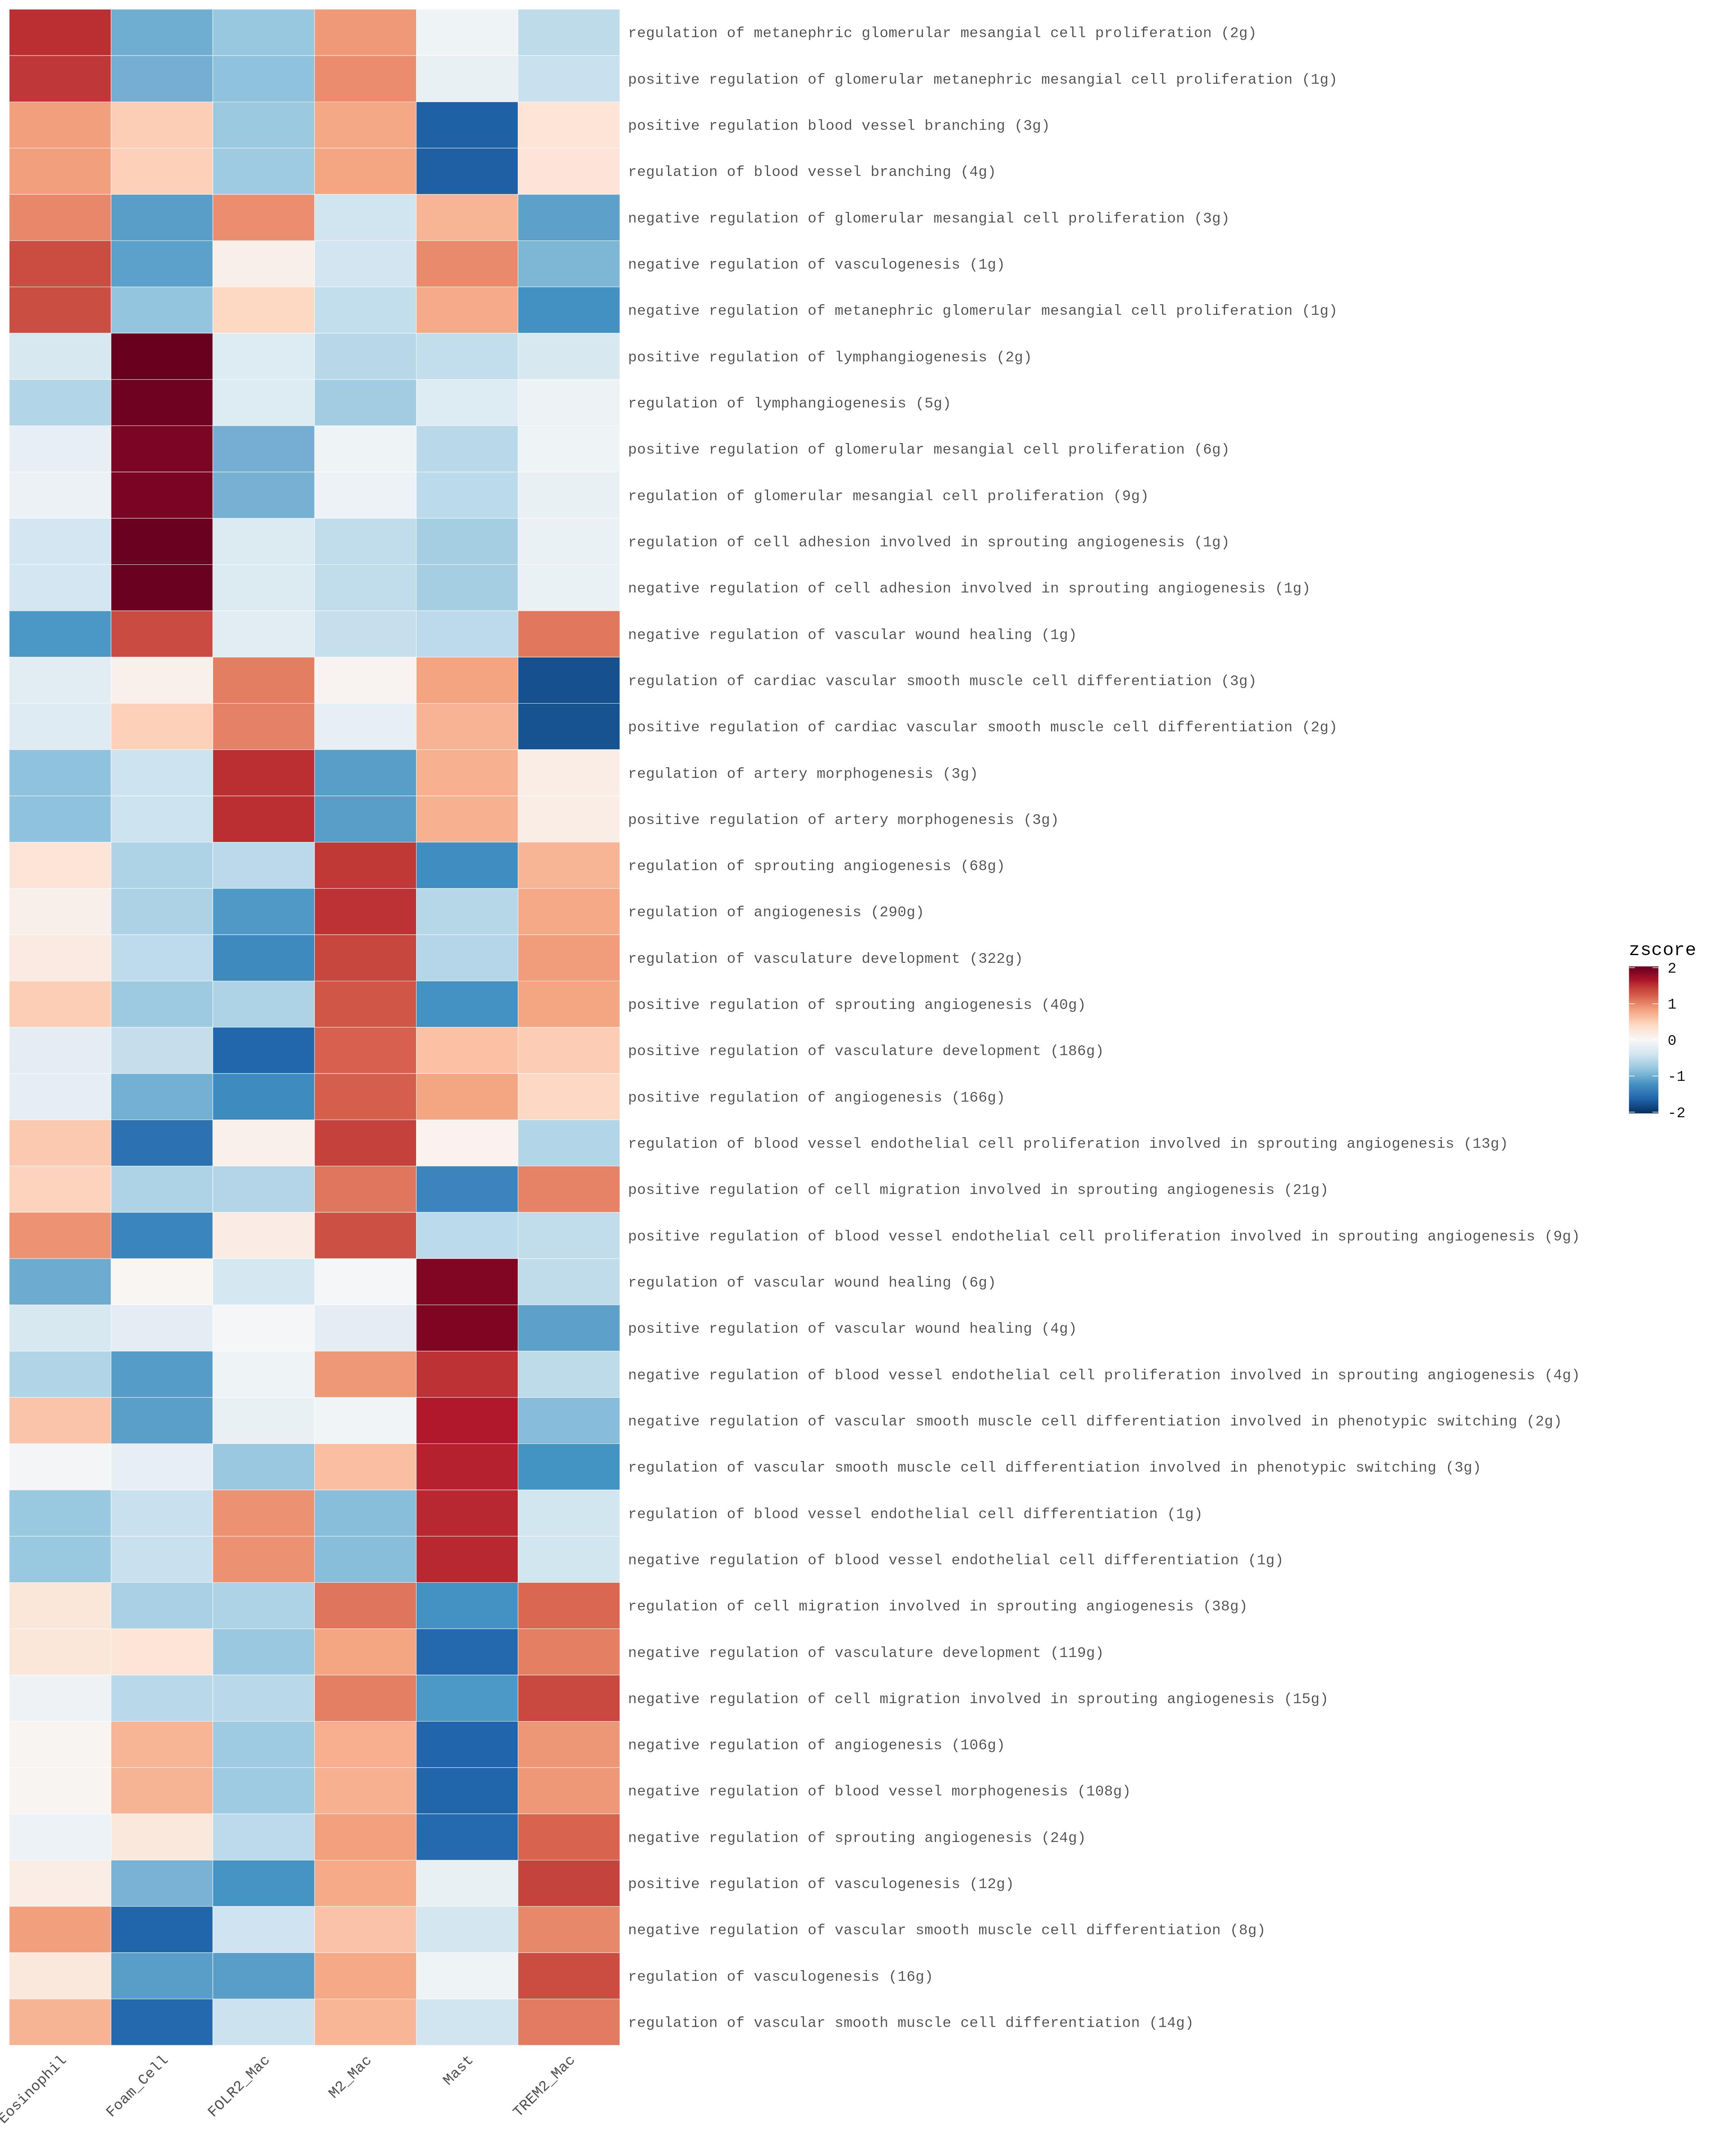 regulation of metanephric glomerular mesangial cell proliferation (2g)
positive regulation of glomerular metanephric mesangial cell proliferation (1g)
positive regulation blood vessel branching (3g)
regulation of blood vessel branching (4g)
negative regulation of glomerular mesangial cell proliferation (3g)
negative regulation of vasculogenesis (1g)
negative regulation of metanephric glomerular mesangial cell proliferation (1g)
positive regulation of lymphangiogenesis (2g)
regulation of lymphangiogenesis (5g)
positive regulation of glomerular mesangial cell proliferation (6g)
regulation of glomerular mesangial cell proliferation (9g)
regulation of cell adhesion involved in sprouting angiogenesis (1g)
negative regulation of cell adhesion involved in sprouting angiogenesis (1g)
negative regulation of vascular wound healing (1g)
regulation of cardiac vascular smooth muscle cell differentiation (3g)
positive regulation of cardiac vascular smooth muscle cell differentiation (2g)
regulation of artery morphogenesis (3g)
positive regulation of artery morphogenesis (3g)
regulation of sprouting angiogenesis (68g)
regulation of angiogenesis (290g)
regulation of vasculature development (322g)
positive regulation of sprouting angiogenesis (40g)
positive regulation of vasculature development (186g)
positive regulation of angiogenesis (166g)
regulation of blood vessel endothelial cell proliferation involved in sprouting angiogenesis (13g)
positive regulation of cell migration involved in sprouting angiogenesis (21g)
positive regulation of blood vessel endothelial cell proliferation involved in sprouting angiogenesis (9g)
regulation of vascular wound healing (6g)
positive regulation of vascular wound healing (4g)
negative regulation of blood vessel endothelial cell proliferation involved in sprouting angiogenesis (4g)
negative regulation of vascular smooth muscle cell differentiation involved in phenotypic switching (2g)
regulation of vascular smooth muscle cell differentiation involved in phenotypic switching (3g)
regulation of blood vessel endothelial cell differentiation (1g)
negative regulation of blood vessel endothelial cell differentiation (1g)
regulation of cell migration involved in sprouting angiogenesis (38g)
negative regulation of vasculature development (119g)
negative regulation of cell migration involved in sprouting angiogenesis (15g)
negative regulation of angiogenesis (106g)
negative regulation of blood vessel morphogenesis (108g)
negative regulation of sprouting angiogenesis (24g)
positive regulation of vasculogenesis (12g)
negative regulation of vascular smooth muscle cell differentiation (8g)
regulation of vasculogenesis (16g)
regulation of vascular smooth muscle cell differentiation (14g)
Eosinophil
Foam_Cell
FOLR2_Mac
M2_Mac
Mast
TREM2_Mac
zscore
2
1
0
-1
-2